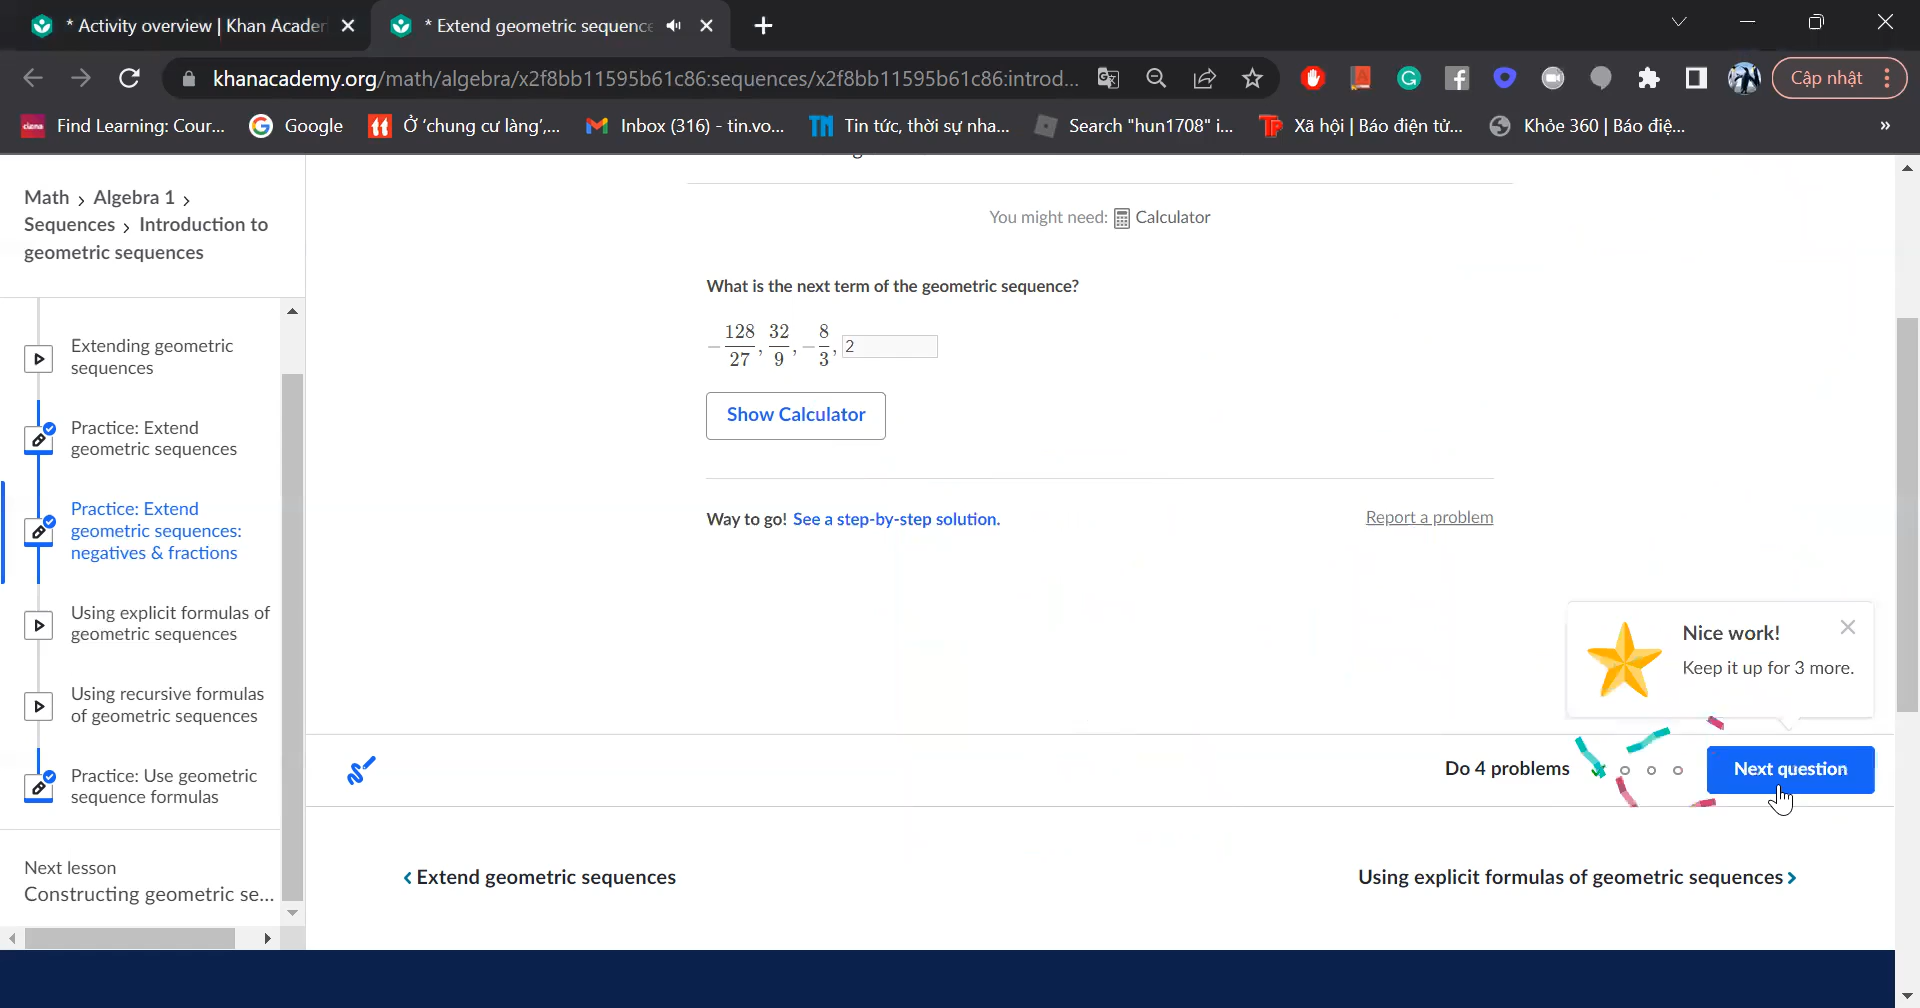 * Activity overview | Khan Acader
* Extend geometric sequence
khanacademy.org/math/algebra/x2f8bb11595b61c86:sequences/x2f8bb11595b61c86:introd...
Cập nhật
Find Learning: Cour...
Google
Ở 'chung cư làng',...
Inbox (316) - tin.vo...
Tin tức, thời sự nha...
Search "hun1708" i...
Xã hội | Báo điện tử...
Khỏe 360 | Báo điệ...
»
Math > Algebra 1 >
Sequences > Introduction to
geometric sequences
Extending geometric
sequences
Practice: Extend
geometric sequences
Practice: Extend
geometric sequences:
negatives & fractions
Using explicit formulas of
geometric sequences
Using recursive formulas
of geometric sequences
Practice: Use geometric
sequence formulas
Next lesson
Constructing geometric se...
You might need: Calculator
What is the next term of the geometric sequence?
-128/27, 32/9, -8/3, 2
Show Calculator
Way to go! See a step-by-step solution.
Report a problem
Nice work!
Keep it up for 3 more.
Do 4 problems
Next question
< Extend geometric sequences
Using explicit formulas of geometric sequences >